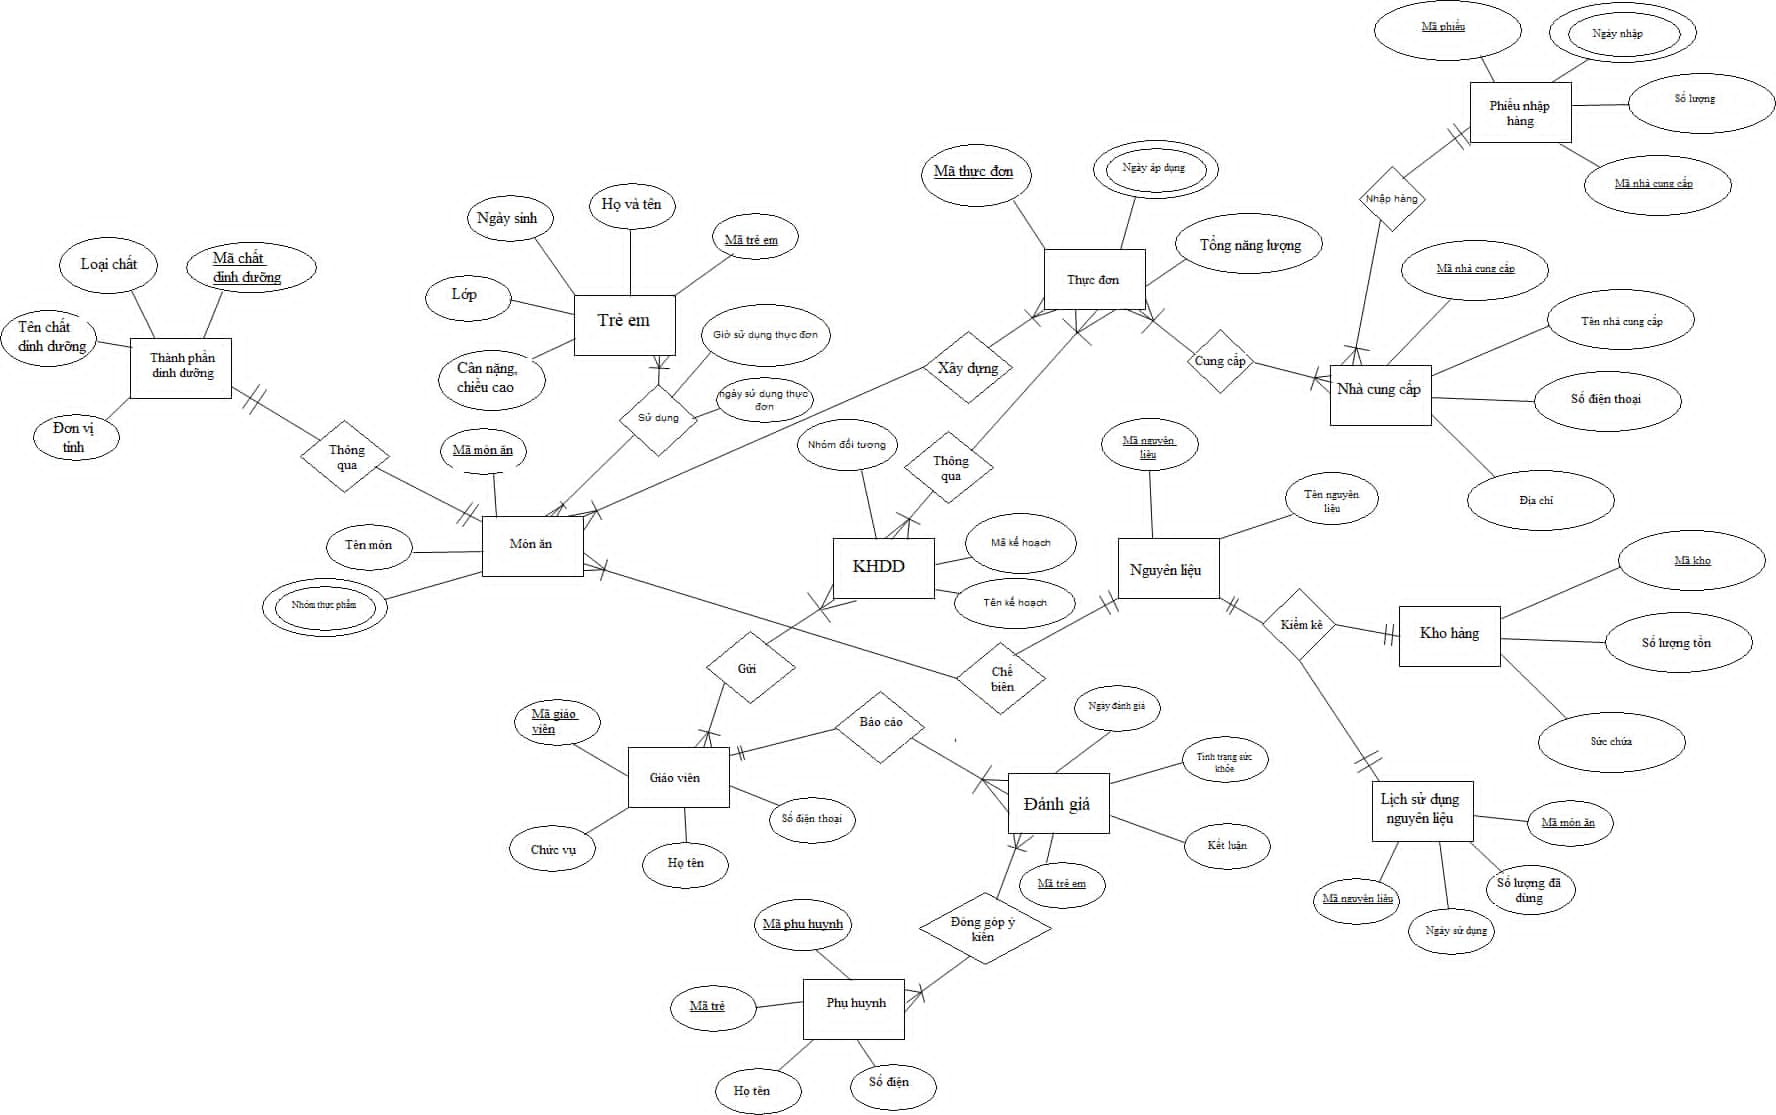 Mã phiếu
Ngày nhập
Số lượng
Phiếu nhập
hàng
Mã nhà cung cấp
Nhập hàng
Mã thực đơn
Ngày áp dụng
Tổng năng lượng
Thực đơn
Ngày sinh
Họ và tên
Mã trẻ em
Lớp
Trẻ em
Cân nặng,
chiều cao
Loại chất
Mã chất
dinh dưỡng
Tên chất
dinh dưỡng
Thành phần
dinh dưỡng
Đơn vị
tính
Thông
qua
Giờ sử dụng thực đơn
ngày sử dụng thực
đơn
Sử dụng
Xây dựng
Cung cấp
Mã nhà cung cấp
Tên nhà cung cấp
Nhà cung cấp
Số điện thoại
Địa chỉ
Mã món ăn
Tên món
Món ăn
Nhóm thực phẩm
Nhóm đối tương
Thông
qua
KHDD
Mã kế hoạch
Tên kế hoạch
Mã nguyên
liệu
Tên nguyên
liệu
Nguyên liệu
Kiểm kê
Kho hàng
Mã kho
Số lượng tồn
Sức chứa
Gửi
Chế
biến
Mã giáo
viên
Báo cáo
Giáo viên
Số điện thoại
Chức vụ
Họ tên
Ngày đánh giá
Tình trạng sức
khỏe
Đánh giá
Kết luận
Mã trẻ em
Lịch sử dụng
nguyên liệu
Mã món ăn
Số lượng đã
dùng
Mã nguyên liệu
Ngày sử dụng
Đóng góp ý
kiến
Mã phu huynh
Mã trẻ
Phụ huynh
Họ tên
Số điện